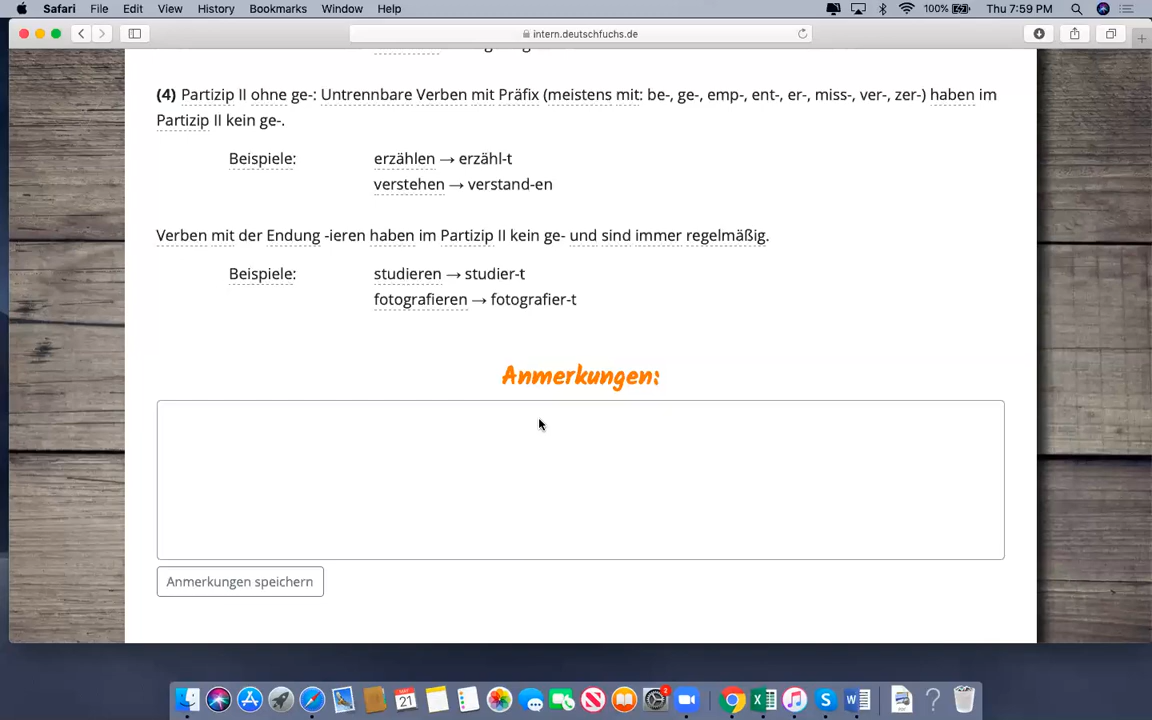 Safari File Edit View History Bookmarks Window Help 100% Thu 7:59 PM
intern.deutschfuchs.de
(4) Partizip II ohne ge-: Untrennbare Verben mit Präfix (meistens mit: be-, ge-, emp-, ent-, er-, miss-, ver-, zer-) haben im
Partizip II kein ge-.
Beispiele: erzählen → erzähl-t
verstehen → verstand-en
Verben mit der Endung -ieren haben im Partizip II kein ge- und sind immer regelmäßig.
Beispiele: studieren → studier-t
fotografieren → fotografier-t
Anmerkungen:
Anmerkungen speichern
MAY
21
2